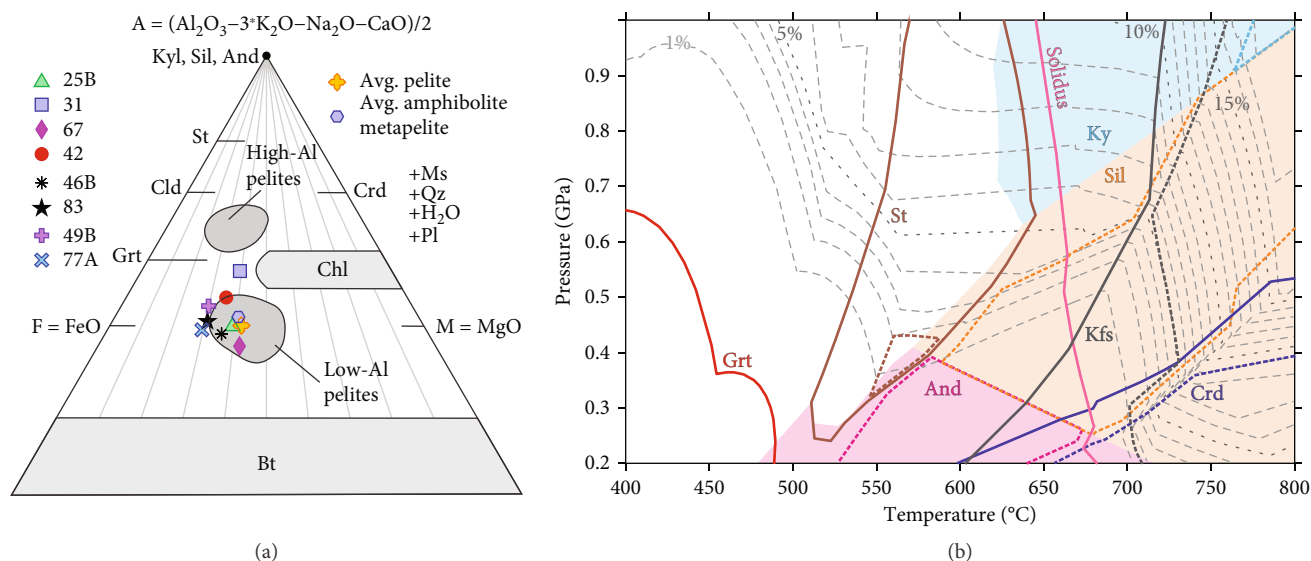 (a)
A = (Al₂O₃–3*K₂O–Na₂O–CaO)/2
Kyl, Sil, And
25B
31
67
42
46B
83
49B
77A
Avg. pelite
Avg. amphibolite
metapelite
St
High-Al
pelites
Cld
Crd
+Ms
+Qz
+H₂O
+Pl
Grt
Chl
F = FeO
M = MgO
Low-Al
pelites
Bt
(a)
(b)
1%
5%
10%
15%
Solidus
Ky
Sil
St
Kfs
Grt
And
Crd
Pressure (GPa)
0.9
0.8
0.7
0.6
0.5
0.4
0.3
0.2
400
450
500
550
600
650
700
750
800
Temperature (°C)
(b)